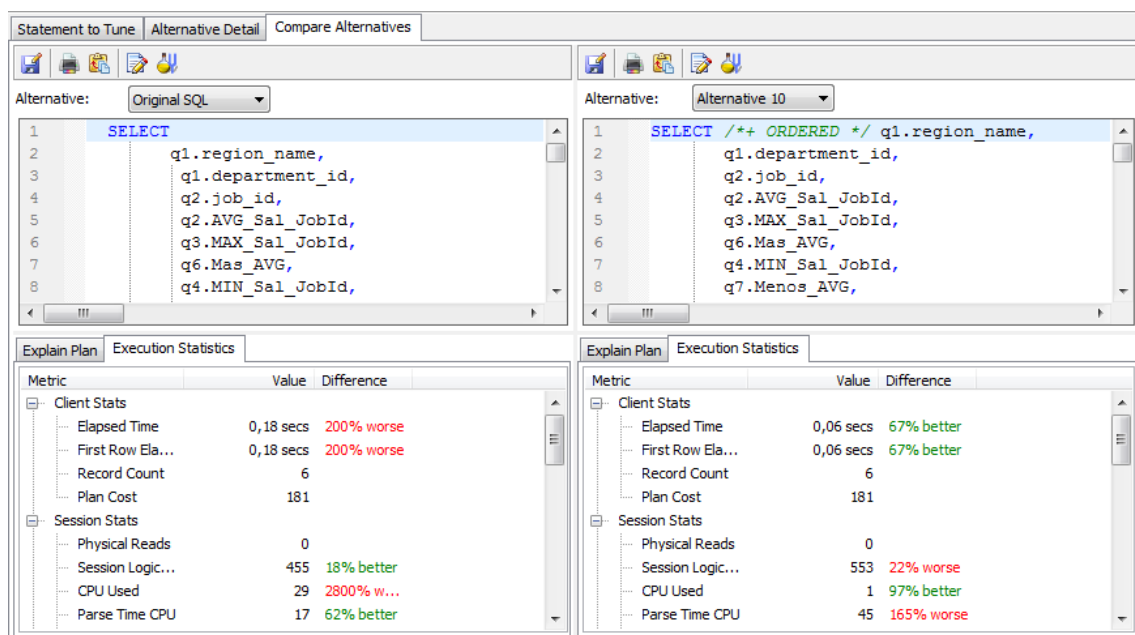 Statement to Tune Alternative Detail Compare Alternatives
Alternative: Original SQL
1 SELECT
2 q1.region_name,
3 q1.department_id,
4 q2.job_id,
5 q2.AVG_Sal_JobId,
6 q3.MAX_Sal_JobId,
7 q6.Mas_AVG,
8 q4.MIN_Sal_JobId,
Explain Plan Execution Statistics
Metric Value Difference
Client Stats
Elapsed Time 0,18 secs 200% worse
First Row Ela... 0,18 secs 200% worse
Record Count 6
Plan Cost 181
Session Stats
Physical Reads 0
Session Logic... 455 18% better
CPU Used 29 2800% w...
Parse Time CPU 17 62% better
Alternative: Alternative 10
1 SELECT /*+ ORDERED */ q1.region_name,
2 q1.department_id,
3 q2.job_id,
4 q2.AVG_Sal_JobId,
5 q3.MAX_Sal_JobId,
6 q6.Mas_AVG,
7 q4.MIN_Sal_JobId,
8 q7.Menos_AVG,
Explain Plan Execution Statistics
Metric Value Difference
Client Stats
Elapsed Time 0,06 secs 67% better
First Row Ela... 0,06 secs 67% better
Record Count 6
Plan Cost 181
Session Stats
Physical Reads 0
Session Logic... 553 22% worse
CPU Used 1 97% better
Parse Time CPU 45 165% worse